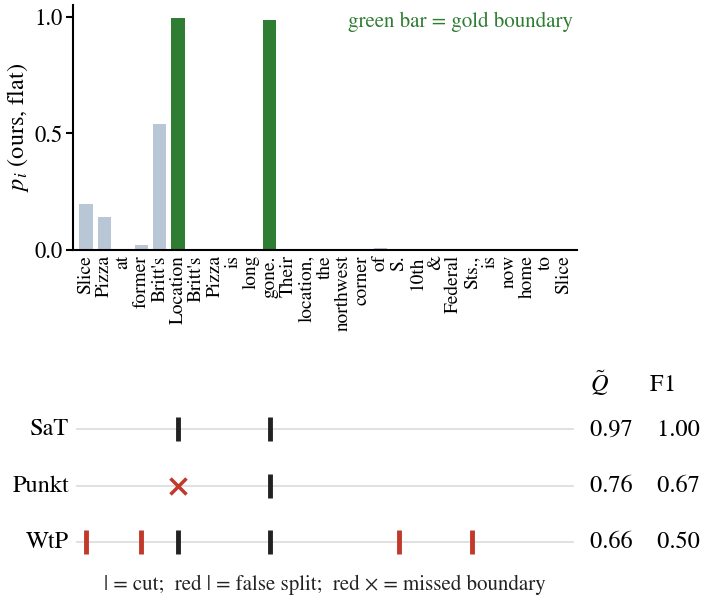 1.0
green bar = gold boundary
0.5
p_i (ours, flat)
0.0
Slice
Pizza
at
former
Britt's
Location
Britt's
Pizza
is
long
gone.
Their
location,
the
northwest
corner
of
S.
10th
&
Federal
Sts.,
is
now
home
to
Slice
Q̃ F1
SaT 0.97 1.00
Punkt 0.76 0.67
WtP 0.66 0.50
| = cut; red | = false split; red × = missed boundary